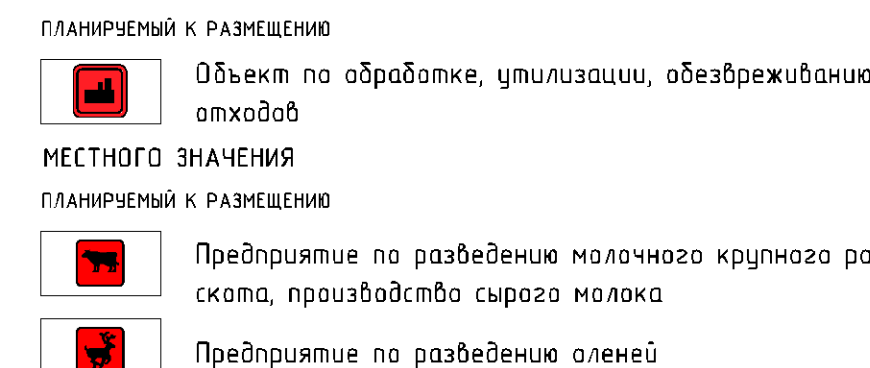 ПЛАНИРУЕМЫЙ К РАЗМЕЩЕНИЮ
Объект по обработке, утилизации, обезвреживанию
отходов
МЕСТНОГО ЗНАЧЕНИЯ
ПЛАНИРУЕМЫЙ К РАЗМЕЩЕНИЮ
Предприятие по разведению молочного крупного
скота, производство сырого молока
Предприятие по разведению оленей